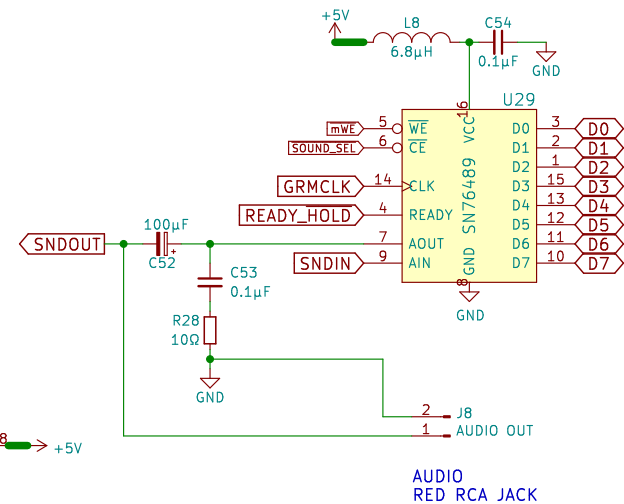 +5V
L8
6.8µH
C54
0.1µF
GND
U29
16
VCC
mWE
5
WE
D0
3
D0
SOUND_SEL
6
CE
D1
2
D1
D2
1
D2
GRMCLK
14
CLK
D3
15
D3
SN76489
D4
13
D4
READY_HOLD
4
READY
D5
12
D5
SNDOUT
100µF
+
C52
7
AOUT
D6
11
D6
SNDIN
9
AIN
D7
10
D7
GND
8
GND
C53
0.1µF
R28
10Ω
GND
2
J8
1
AUDIO OUT
8
+5V
AUDIO
RED RCA JACK